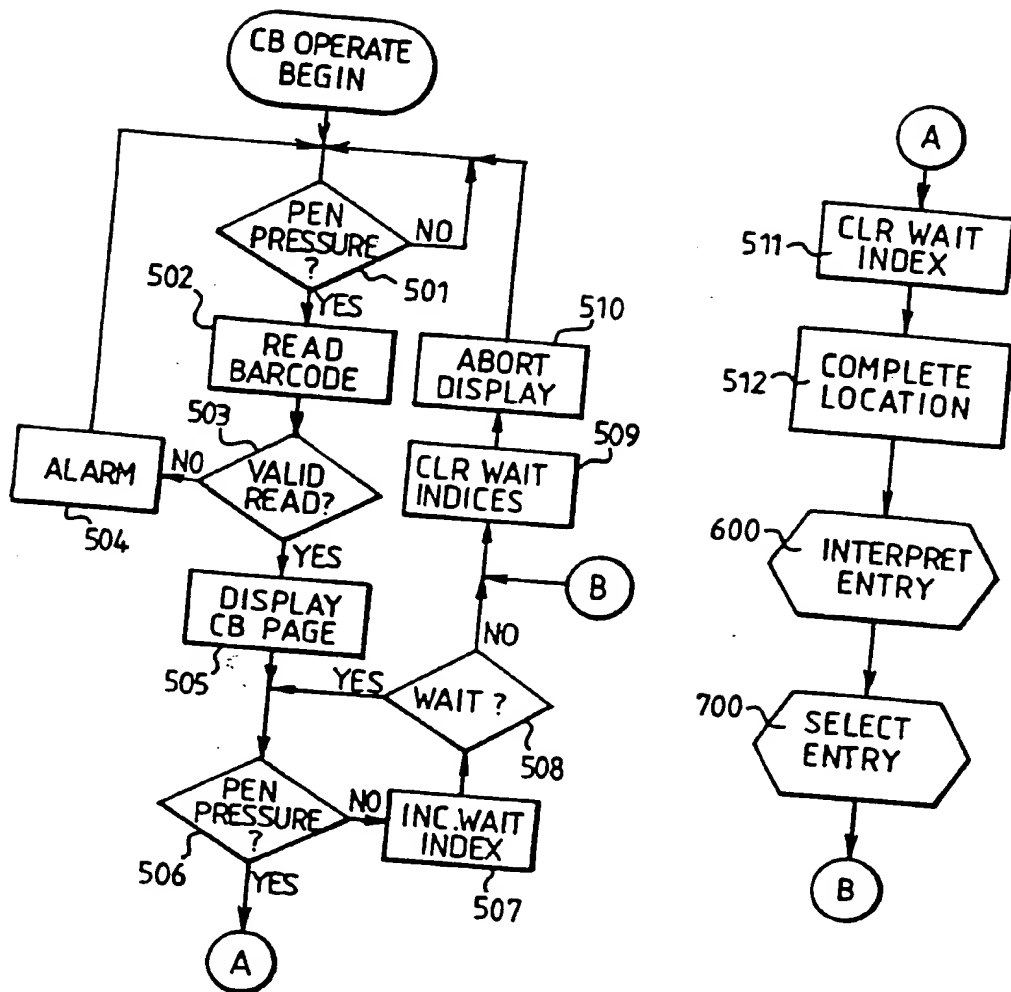 CB OPERATE
BEGIN
PEN
PRESSURE
?
NO
501
YES
502
READ
BARCODE
503
VALID
READ?
NO
ALARM
504
YES
DISPLAY
CB PAGE
505
PEN
PRESSURE
?
506
NO
YES
A
INC.WAIT
INDEX
507
WAIT ?
508
YES
NO
B
CLR WAIT
INDICES
509
ABORT
DISPLAY
510
A
CLR WAIT
INDEX
511
COMPLETE
LOCATION
512
INTERPRET
ENTRY
600
SELECT
ENTRY
700
B